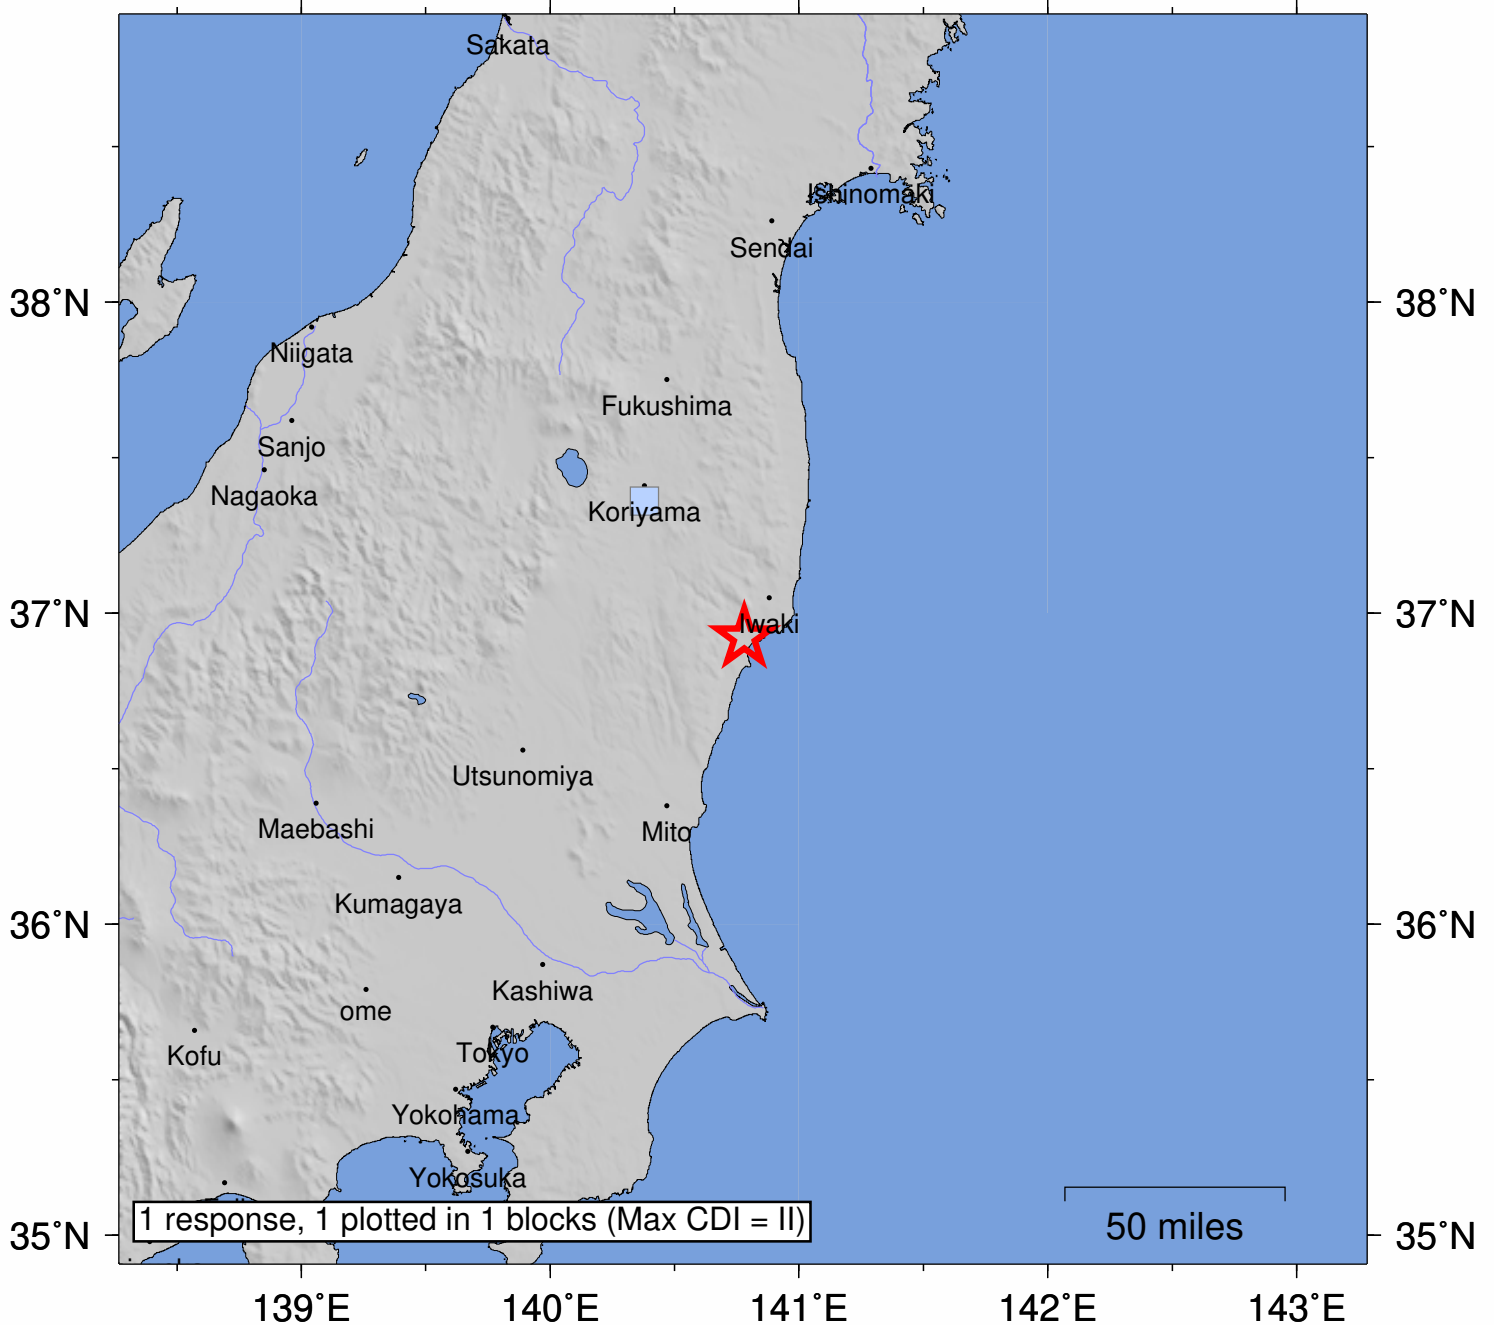 Sakata
Ishinomaki
Sendai
38°N
38°N
Niigata
Fukushima
Sanjo
Nagaoka
Koriyama
37°N
37°N
Iwaki
Utsunomiya
Maebashi
Mito
Kumagaya
36°N
36°N
Kashiwa
ome
Kofu
Tokyo
Yokohama
Yokosuka
1 response, 1 plotted in 1 blocks (Max CDI = II)
50 miles
35°N
35°N
139°E
140°E
141°E
142°E
143°E